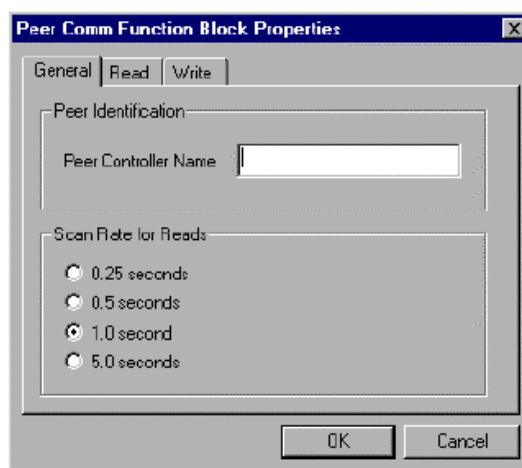 Peer Comm Function Block Properties
General Read Write
Peer Identification
Peer Controller Name
Scan Rate for Reads
0.25 seconds
0.5 seconds
1.0 second
5.0 seconds
OK Cancel